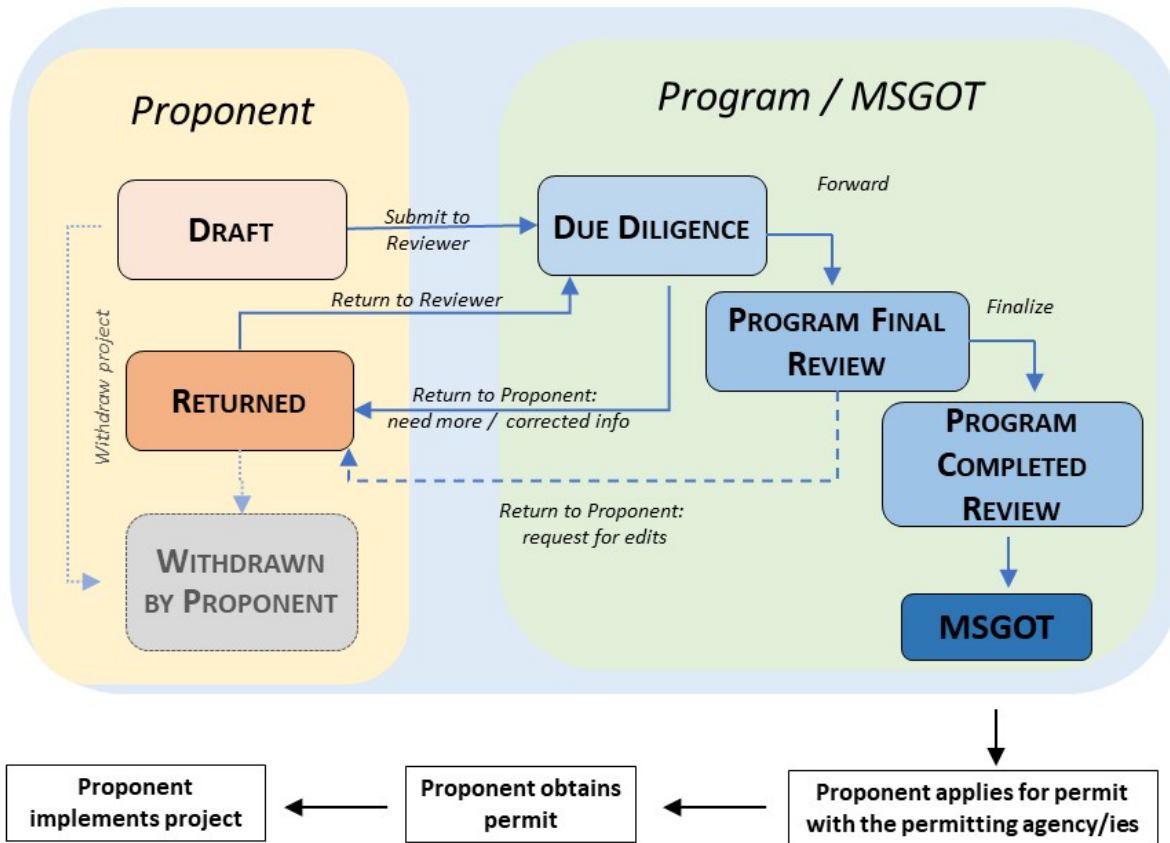 Proponent
Program / MSGOT
DRAFT
Submit to
Reviewer
DUE DILIGENCE
Forward
Return to Reviewer
PROGRAM FINAL
REVIEW
Finalize
Withdraw project
RETURNED
Return to Proponent:
need more / corrected info
PROGRAM
COMPLETED
REVIEW
Return to Proponent:
request for edits
WITHDRAWN
BY PROPONENT
MSGOT
Proponent
implements project
Proponent obtains
permit
Proponent applies for permit
with the permitting agency/ies